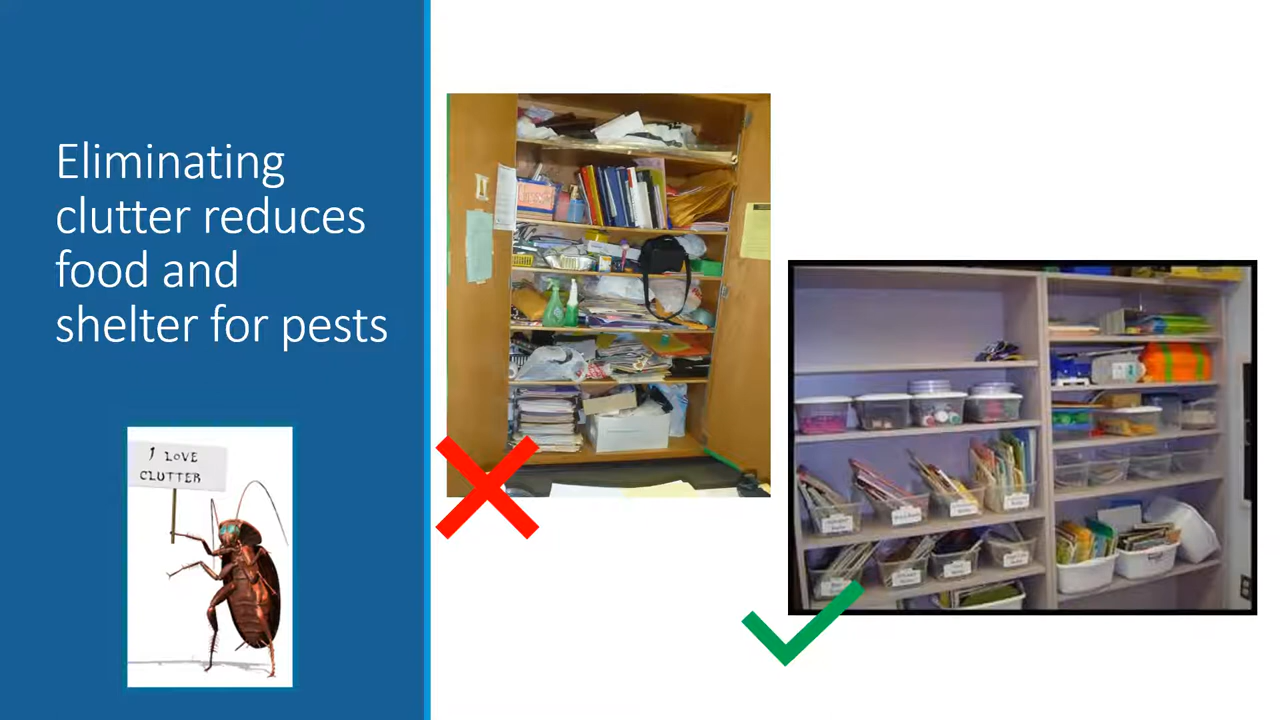 Eliminating
clutter reduces
food and
shelter for pests
I LOVE
CLUTTER